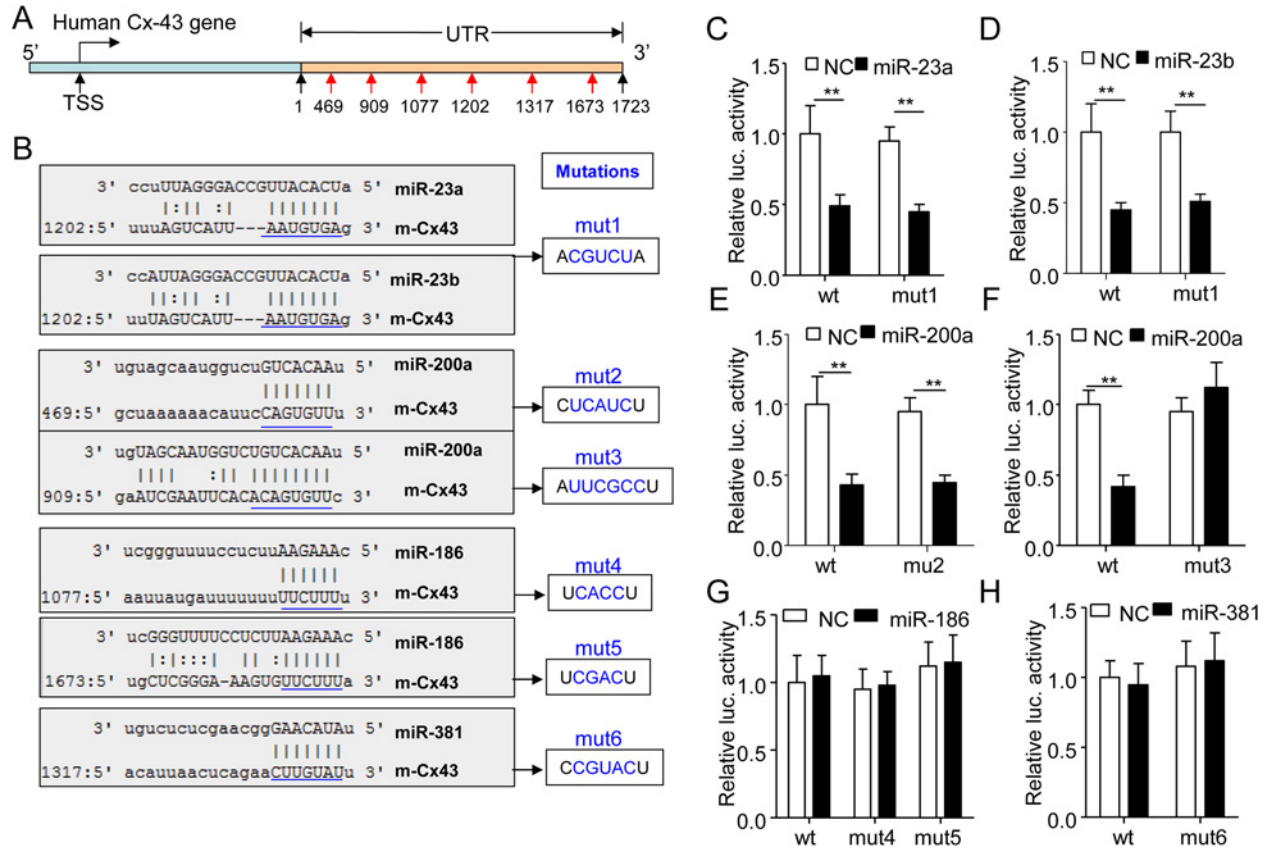 A
Human Cx-43 gene
5'
UTR
3'
TSS
1 469 909 1077 1202 1317 1673 1723
B
Mutations
3' ccuUUAGGGACCGUUACACUa 5' miR-23a
||:|| :| |||||||
1202:5' uuuAGUCAUU---AAUGUGAg 3' m-Cx43
mut1
ACGUCUA
3' ccAUUAGGGACCGUUACACUa 5' miR-23b
||:|| :| |||||||
1202:5' uuUAGUCAUU---AAUGUGAg 3' m-Cx43
3' uguagcaauggucuGUCACAAu 5' miR-200a
|||||||
469:5' gcuaaaaaacauucCAGUGUUu 3' m-Cx43
mut2
CUCAUCU
3' ugUAGCAAUGGUCUGUCACAAu 5' miR-200a
|||| :|| ||||||||
909:5' gaAUCGAAUUCACACAGUGUUc 3' m-Cx43
mut3
AUUCGCCU
3' ucggguuuuccucuuAAGAAAc 5' miR-186
||||||
1077:5' aauuaugauuuuuuuUUCUUUu 3' m-Cx43
mut4
UCACCU
3' ucGGGUUUUCCUCUUAAGAAAc 5' miR-186
|:|:::| || :||||||
1673:5' ugCUCGGGA-AAGUGUUCUUUa 3' m-Cx43
mut5
UCGACU
3' ugucucucgaacggGAACAUAu 5' miR-381
|||||||
1317:5' acauuaacucagaaCUUGUAUu 3' m-Cx43
mut6
CCGUACU
C
NC miR-23a
Relative luc. activity
1.5
1.0
0.5
0.0
** **
wt mut1
D
NC miR-23b
Relative luc. activity
1.5
1.0
0.5
0.0
** **
wt mut1
E
NC miR-200a
Relative luc. activity
1.5
1.0
0.5
0.0
** **
wt mu2
F
NC miR-200a
Relative luc. activity
1.5
1.0
0.5
0.0
**
wt mut3
G
NC miR-186
Relative luc. activity
1.5
1.0
0.5
0.0
wt mut4 mut5
H
NC miR-381
Relative luc. activity
1.5
1.0
0.5
0.0
wt mut6